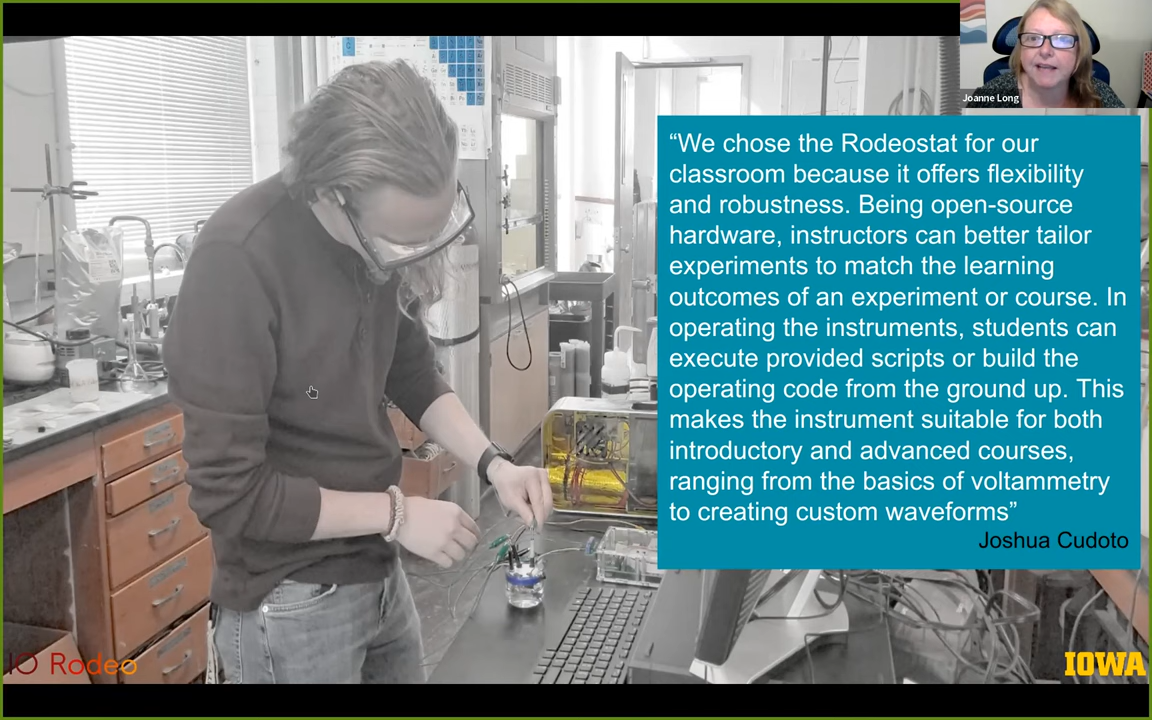 Joanne Long
“We chose the Rodeostat for our
classroom because it offers flexibility
and robustness. Being open-source
hardware, instructors can better tailor
experiments to match the learning
outcomes of an experiment or course. In
operating the instruments, students can
execute provided scripts or build the
operating code from the ground up. This
makes the instrument suitable for both
introductory and advanced courses,
ranging from the basics of voltammetry
to creating custom waveforms”
Joshua Cudoto
IO Rodeo
IOWA